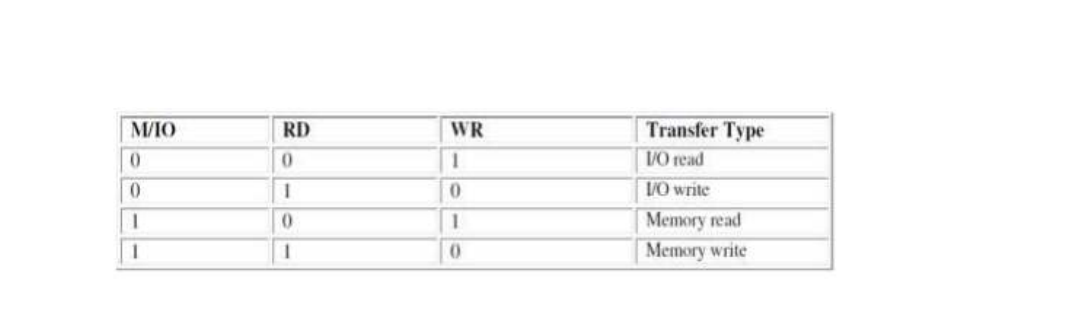 M/IO RD WR Transfer Type
0 0 1 I/O read
0 1 0 I/O write
1 0 1 Memory read
1 1 0 Memory write